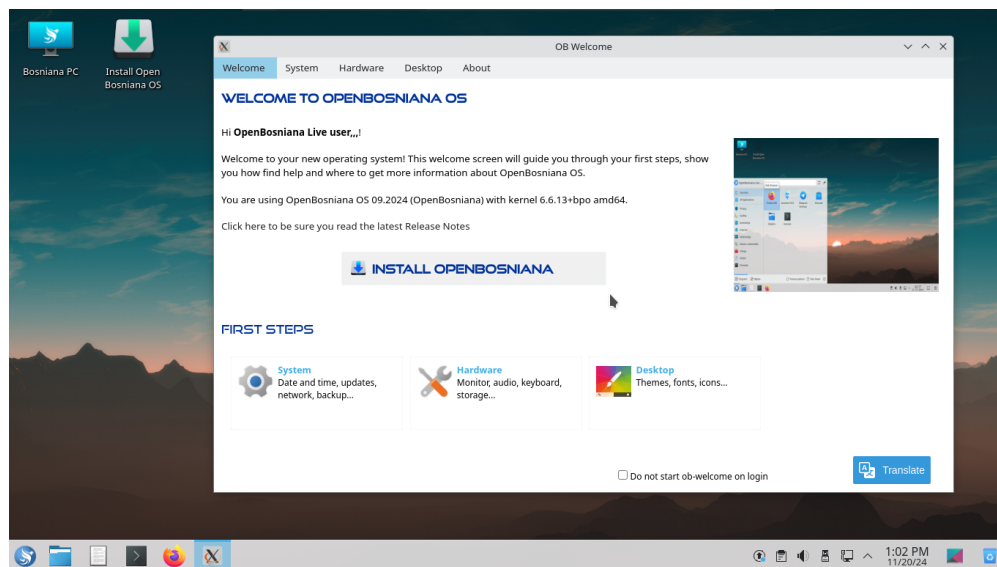 Bosniana PC
Install Open
Bosniana OS
OB Welcome
Welcome System Hardware Desktop About
WELCOME TO OPENBOSNIANA OS
Hi OpenBosniana Live user,,,!
Welcome to your new operating system! This welcome screen will guide you through your first steps, show
you how find help and where to get more information about OpenBosniana OS.
You are using OpenBosniana OS 09.2024 (OpenBosniana) with kernel 6.6.13+bpo amd64.
Click here to be sure you read the latest Release Notes
INSTALL OPENBOSNIANA
FIRST STEPS
System
Date and time, updates,
network, backup...
Hardware
Monitor, audio, keyboard,
storage...
Desktop
Themes, fonts, icons...
Do not start ob-welcome on login
Translate
1:02 PM
11/20/24